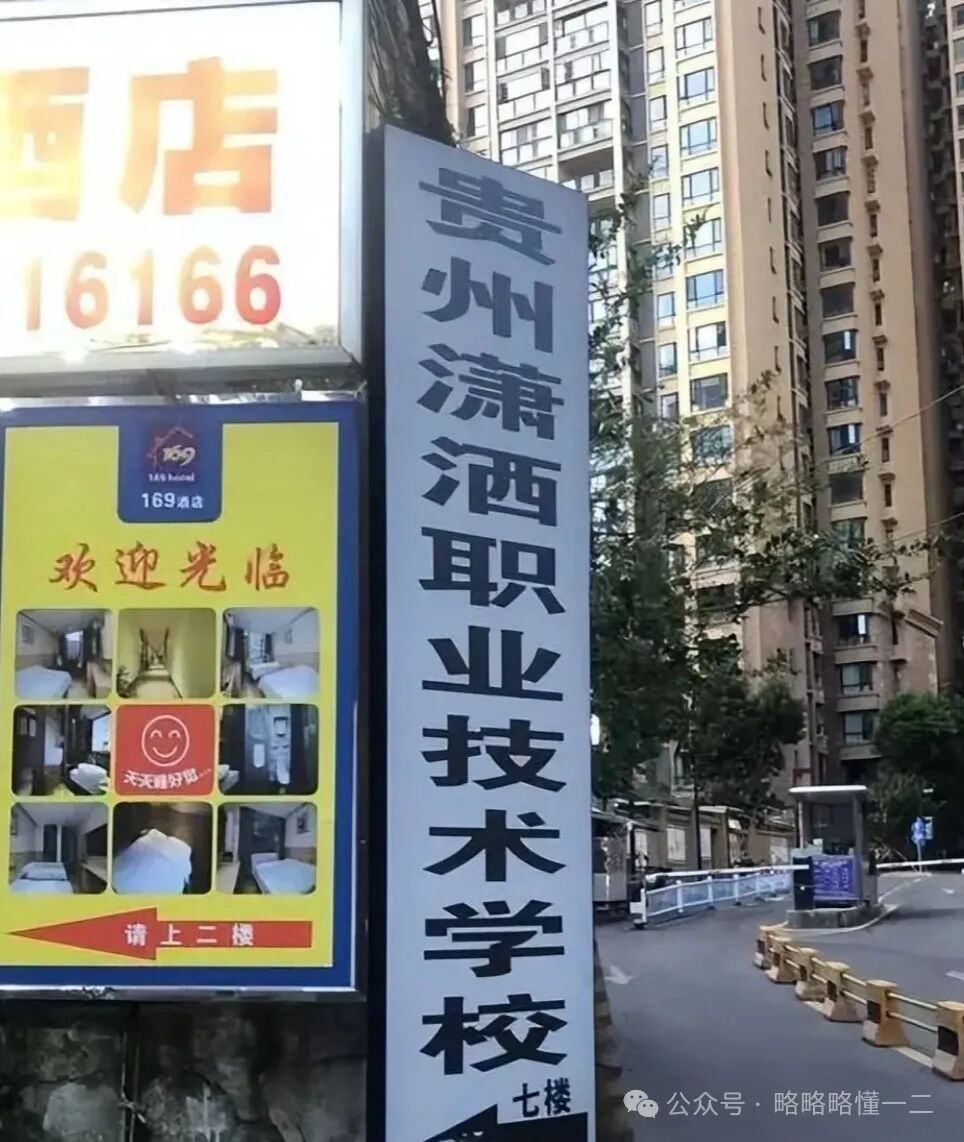 酒店
16166
169
169 hotel
169酒店
欢迎光临
天天睡好觉...
请上二楼
贵州潇洒职业技术学校
七楼
公众号·略略略懂一二